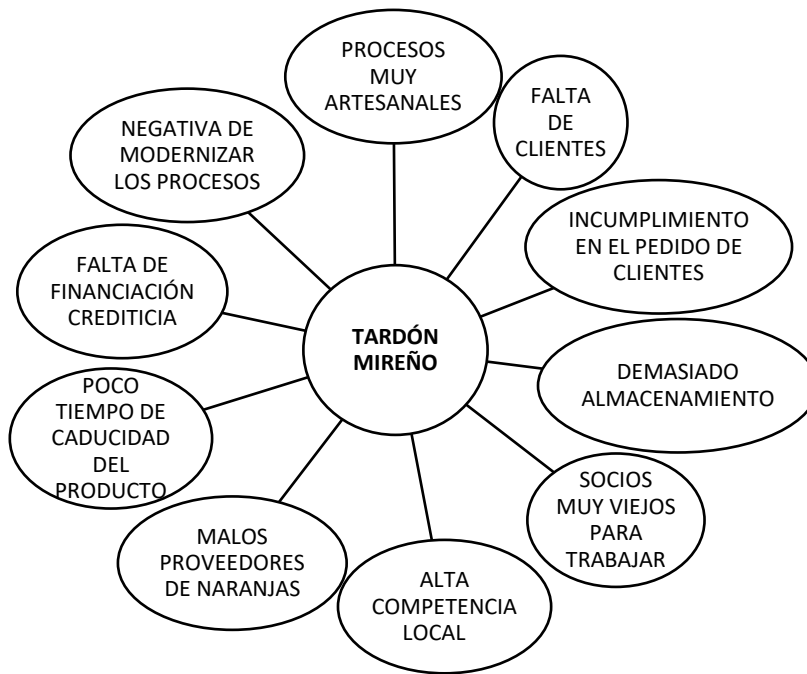 PROCESOS
MUY
ARTESANALES
FALTA
DE
CLIENTES
INCUMPLIMIENTO
EN EL PEDIDO DE
CLIENTES
DEMASIADO
ALMACENAMIENTO
SOCIOS
MUY VIEJOS
PARA
TRABAJAR
ALTA
COMPETENCIA
LOCAL
MALOS
PROVEEDORES
DE NARANJAS
POCO
TIEMPO DE
CADUCIDAD
DEL
PRODUCTO
FALTA DE
FINANCIACIÓN
CREDITICIA
NEGATIVA DE
MODERNIZAR
LOS PROCESOS
TARDÓN
MIREÑO